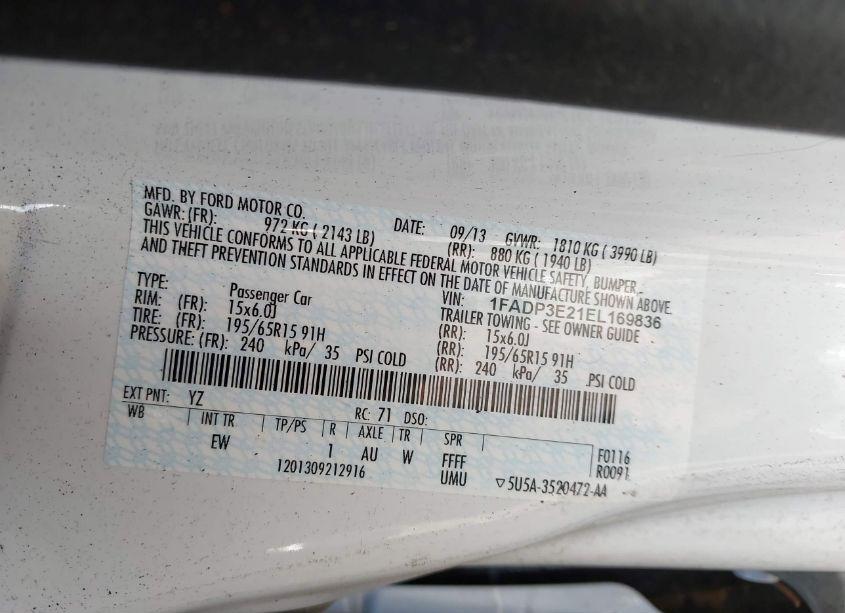 MFD. BY FORD MOTOR CO.
DATE: 09/13 GVWR: 1810 KG ( 3990 LB)
GAWR: (FR): 972 KG ( 2143 LB) (RR): 880 KG ( 1940 LB)
THIS VEHICLE CONFORMS TO ALL APPLICABLE FEDERAL MOTOR VEHICLE SAFETY, BUMPER,
AND THEFT PREVENTION STANDARDS IN EFFECT ON THE DATE OF MANUFACTURE SHOWN ABOVE.
VIN: 1FADP3E21EL169836
TYPE: Passenger Car TRAILER TOWING - SEE OWNER GUIDE
RIM: (FR): 15x6.0J (RR): 15x6.0J
TIRE: (FR): 195/65R15 91H (RR): 195/65R15 91H
PRESSURE: (FR): 240 kPa/ 35 PSI COLD (RR): 240 kPa/ 35 PSI COLD
EXT PNT: YZ RC: 71 DSO:
WB INT TR TP/PS R AXLE TR SPR
EW 1 AU W FFFF F0116
1201309212916 UMU R0091
▽5U5A-3520472-AA